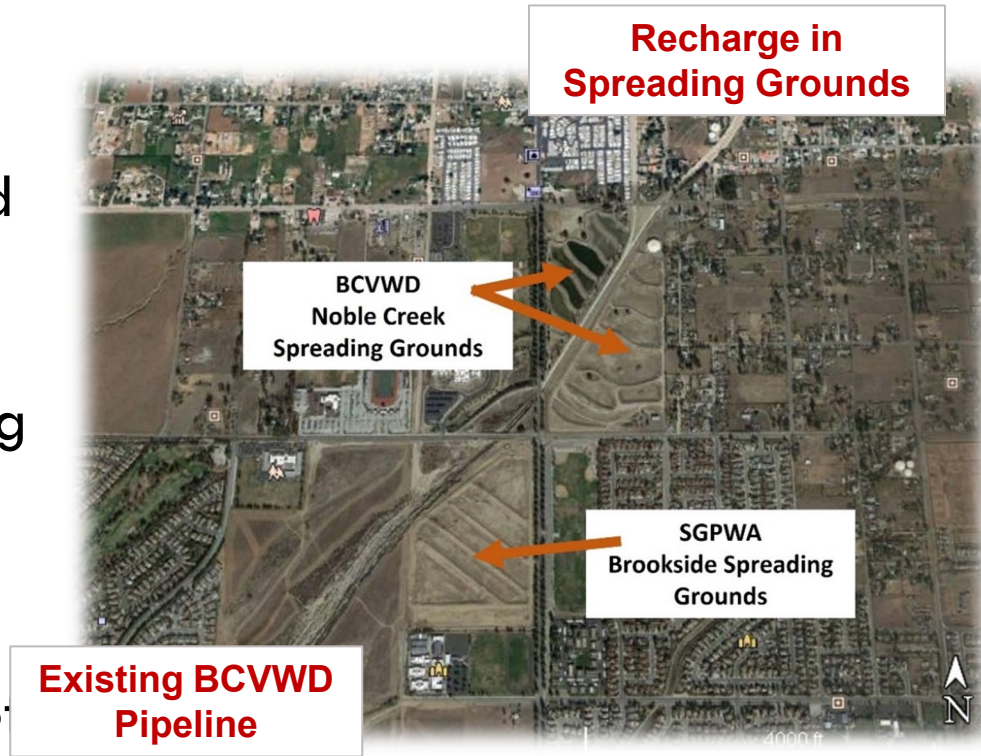 Recharge in
Spreading Grounds
BCVWD
Noble Creek
Spreading Grounds
SGPWA
Brookside Spreading
Grounds
Existing BCVWD
Pipeline
4000 ft
N